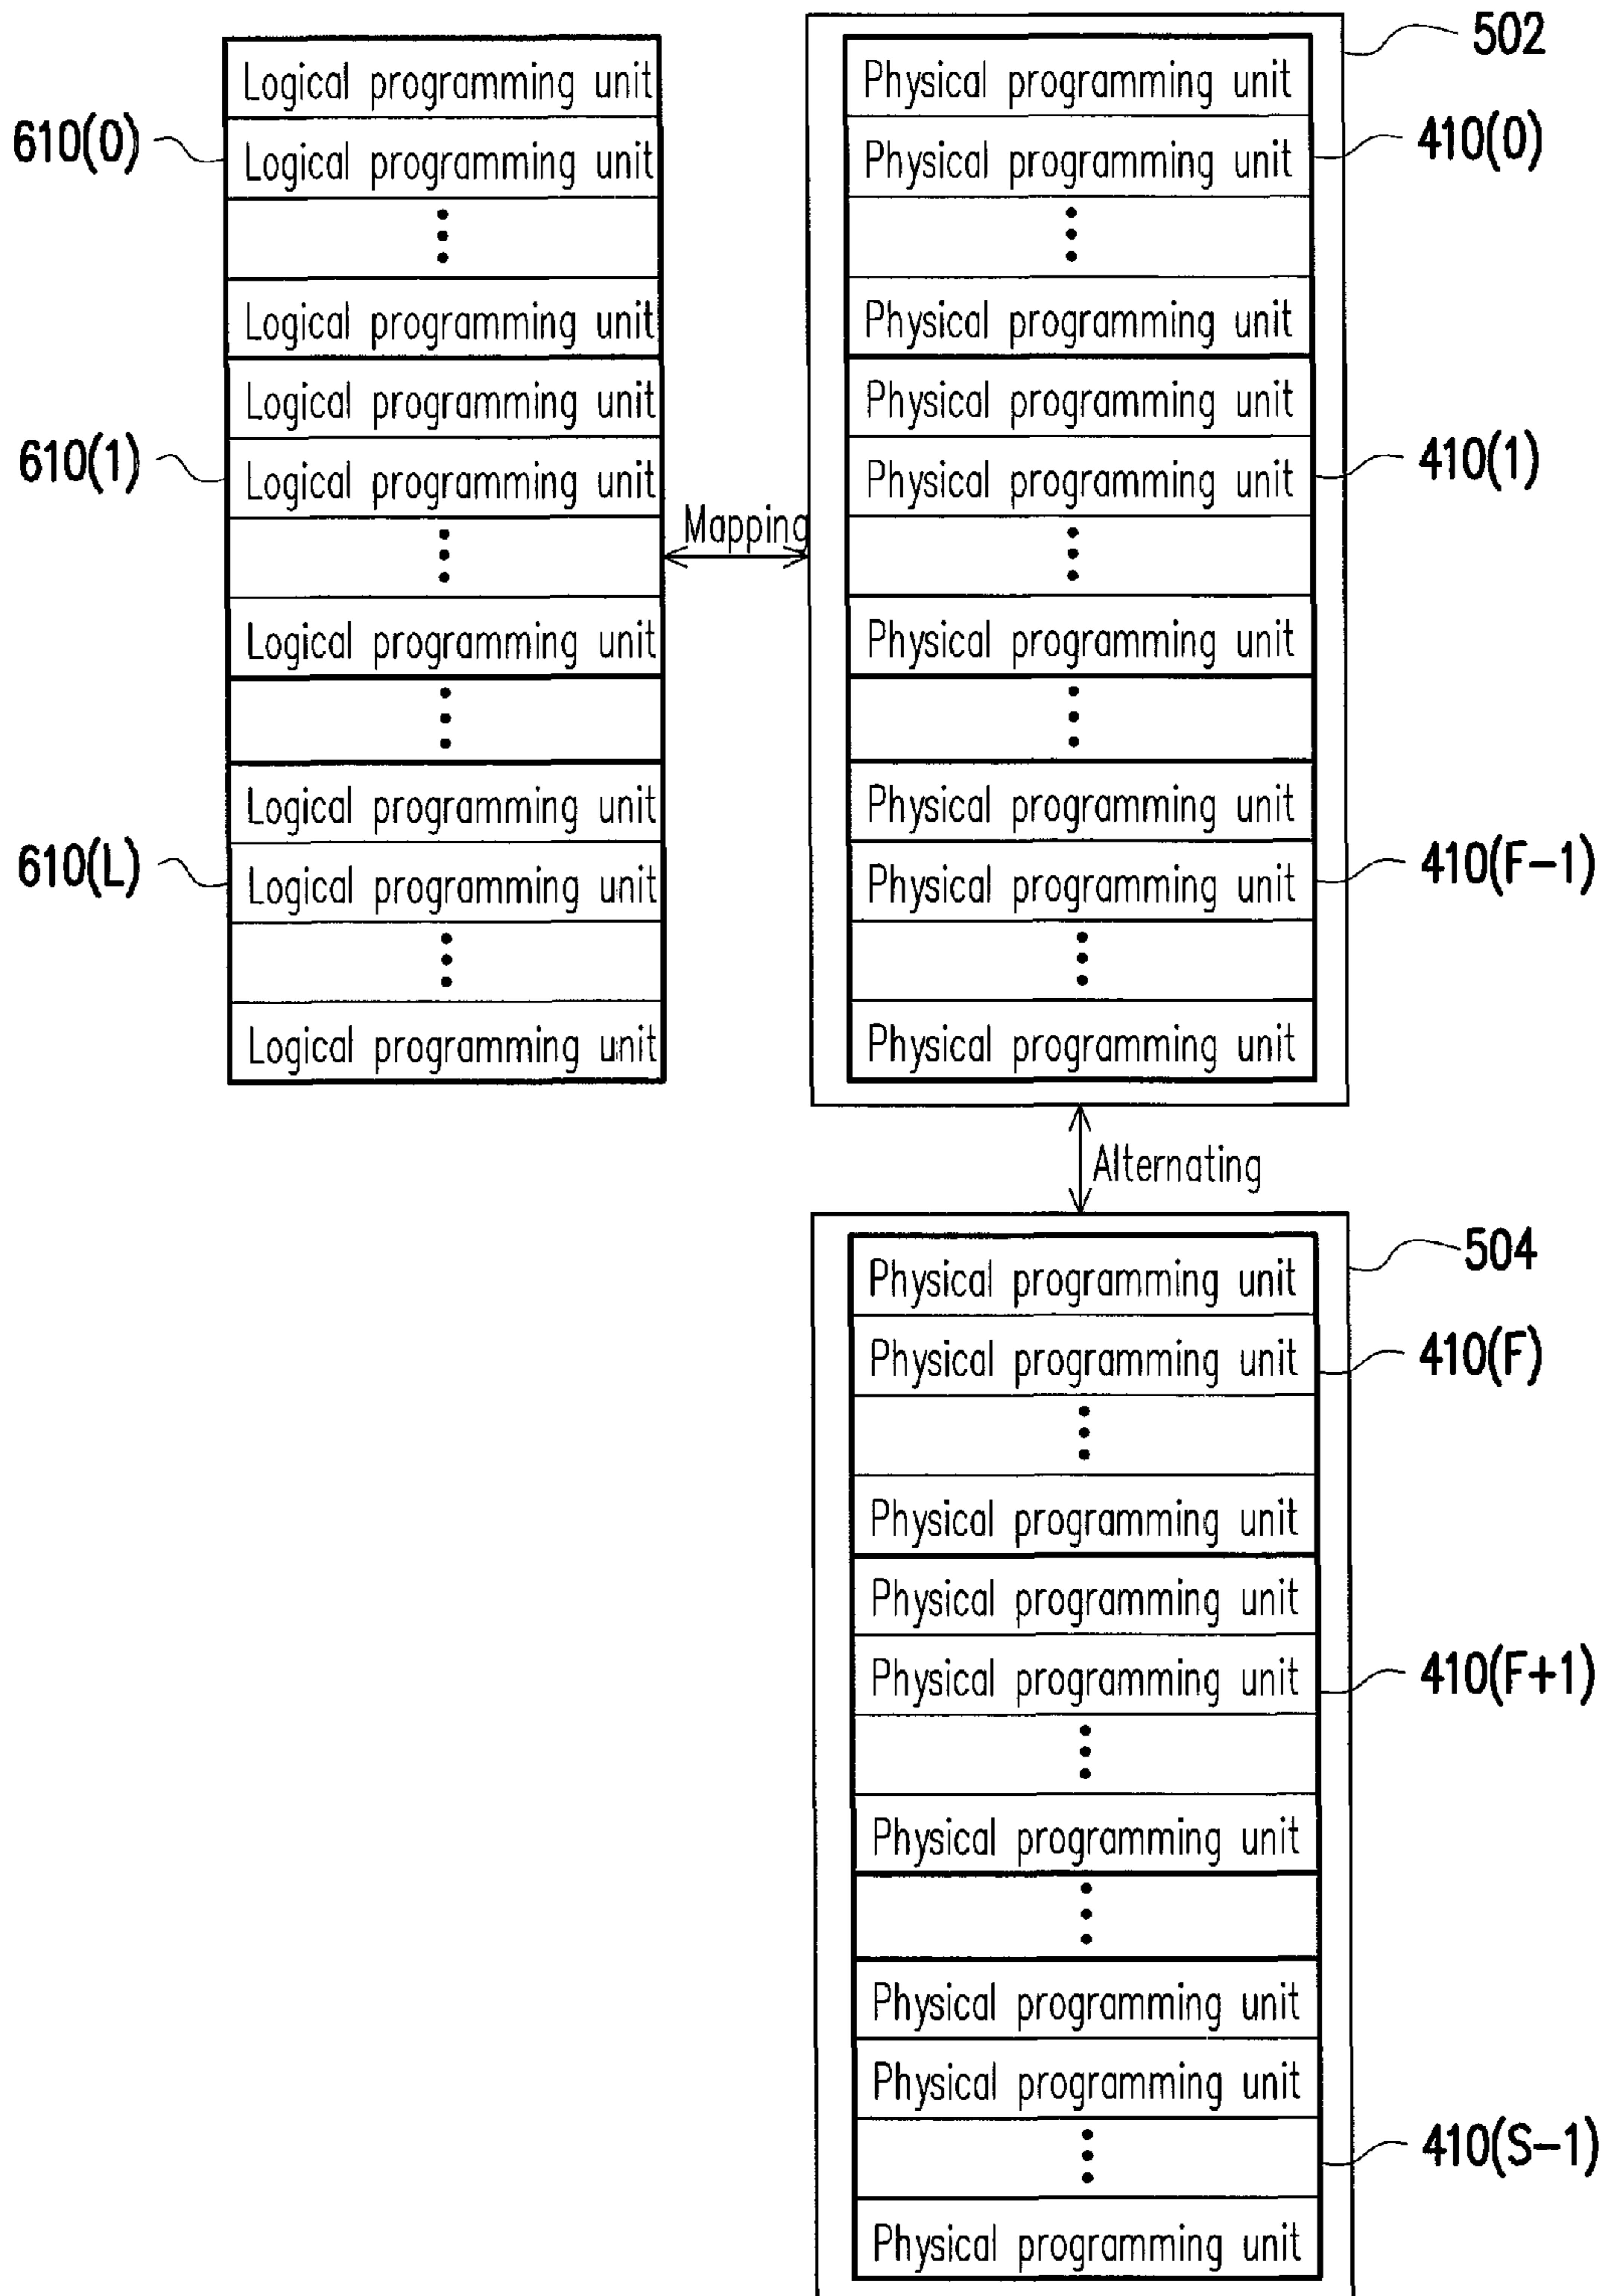 610(0)
Logical programming unit
Logical programming unit
Logical programming unit
610(1)
Logical programming unit
Logical programming unit
Logical programming unit
610(L)
Logical programming unit
Logical programming unit
Logical programming unit
Mapping
502
Physical programming unit
410(0)
Physical programming unit
Physical programming unit
Physical programming unit
410(1)
Physical programming unit
Physical programming unit
Physical programming unit
410(F-1)
Physical programming unit
Physical programming unit
Alternating
504
Physical programming unit
410(F)
Physical programming unit
Physical programming unit
Physical programming unit
410(F+1)
Physical programming unit
Physical programming unit
Physical programming unit
Physical programming unit
410(S-1)
Physical programming unit